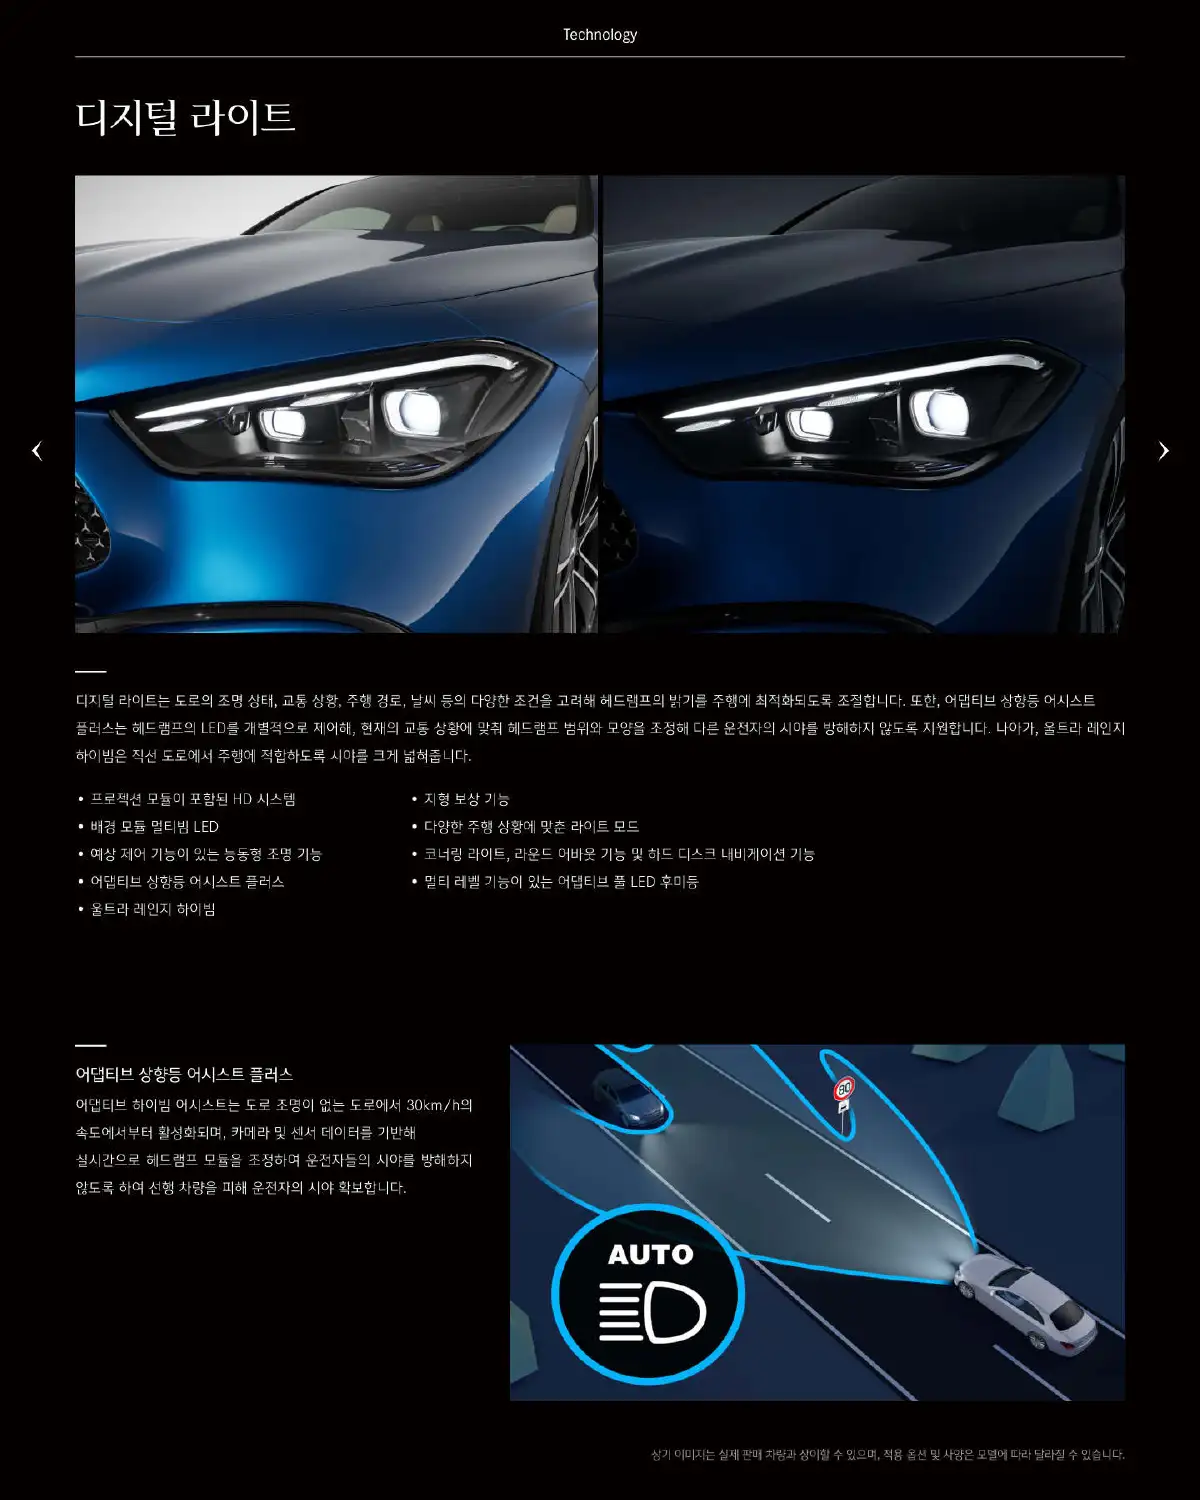 Technology
디지털 라이트
디지털 라이트는 도로의 조명 상태, 교통 상황, 주행 경로, 날씨 등의 다양한 조건을 고려해 헤드램프의 밝기를 주행에 최적화되도록 조절합니다. 또한, 어댑티브 상향등 어시스트
플러스는 헤드램프의 LED를 개별적으로 제어해, 현재의 교통 상황에 맞춰 헤드램프 범위와 모양을 조정해 다른 운전자의 시야를 방해하지 않도록 지원합니다. 나아가, 울트라 레인지
하이빔은 직선 도로에서 주행에 적합하도록 시야를 크게 넓혀줍니다.
• 프로젝션 모듈이 포함된 HD 시스템
• 배경 모듈 멀티빔 LED
• 예상 제어 기능이 있는 능동형 조명 기능
• 어댑티브 상향등 어시스트 플러스
• 울트라 레인지 하이빔
• 지형 보상 기능
• 다양한 주행 상황에 맞춘 라이트 모드
• 코너링 라이트, 라운드 어바웃 기능 및 하드 디스크 내비게이션 기능
• 멀티 레벨 기능이 있는 어댑티브 풀 LED 후미등
어댑티브 상향등 어시스트 플러스
어댑티브 하이빔 어시스트는 도로 조명이 없는 도로에서 30km/h의
속도에서부터 활성화되며, 카메라 및 센서 데이터를 기반해
실시간으로 헤드램프 모듈을 조정하여 운전자들의 시야를 방해하지
않도록 하여 선행 차량을 피해 운전자의 시야 확보합니다.
80
AUTO
상기 이미지는 실제 판매 차량과 상이할 수 있으며, 적용 옵션 및 사양은 모델에 따라 달라질 수 있습니다.